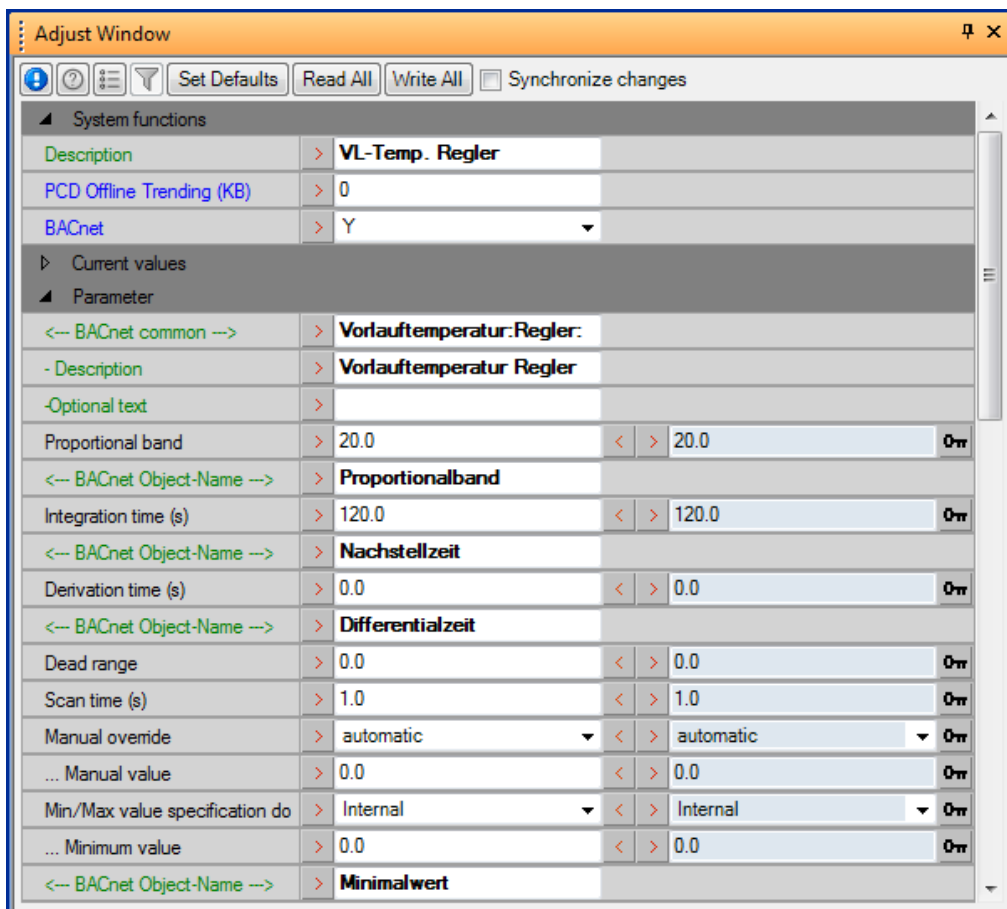 Adjust Window
Set Defaults Read All Write All Synchronize changes
System functions
Description > VL-Temp. Regler
PCD Offline Trending (KB) > 0
BACnet > Y
Current values
Parameter
<--- BACnet common ---> > Vorlauftemperatur:Regler:
- Description > Vorlauftemperatur Regler
-Optional text >
Proportional band > 20.0 < > 20.0
<--- BACnet Object-Name ---> > Proportionalband
Integration time (s) > 120.0 < > 120.0
<--- BACnet Object-Name ---> > Nachstellzeit
Derivation time (s) > 0.0 < > 0.0
<--- BACnet Object-Name ---> > Differentialzeit
Dead range > 0.0 < > 0.0
Scan time (s) > 1.0 < > 1.0
Manual override > automatic < > automatic
... Manual value > 0.0 < > 0.0
Min/Max value specification do > Internal < > Internal
... Minimum value > 0.0 < > 0.0
<--- BACnet Object-Name ---> > Minimalwert